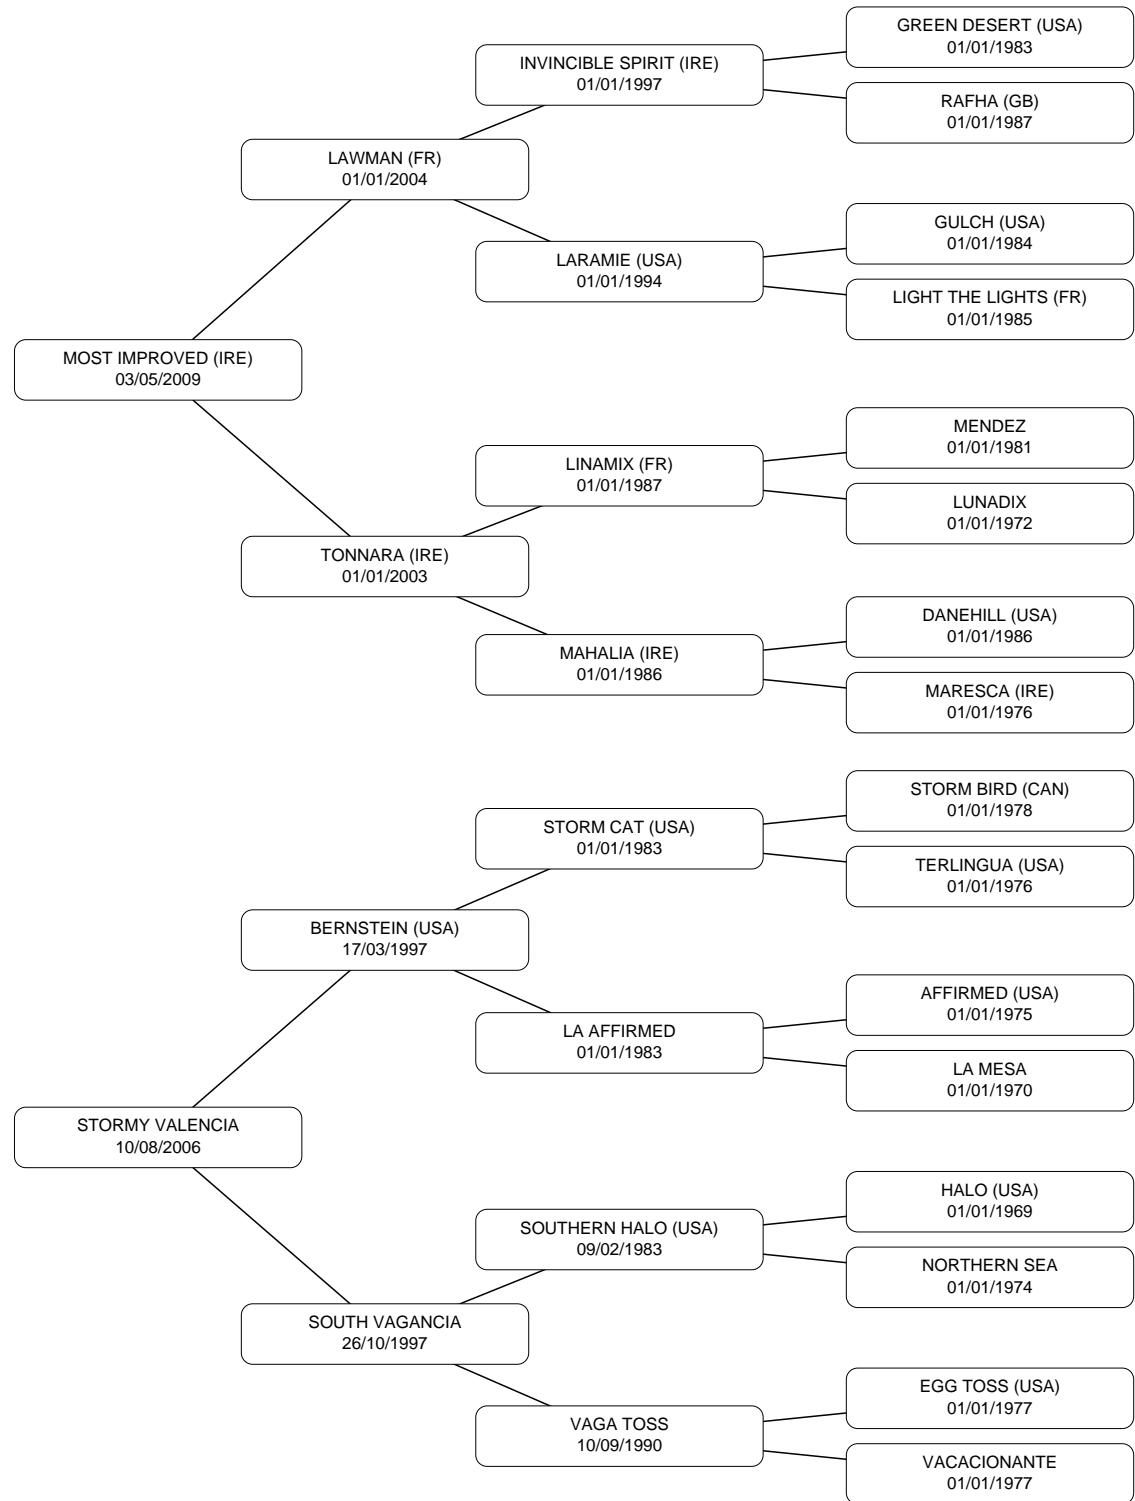 GREEN DESERT (USA)
01/01/1983
INVINCIBLE SPIRIT (IRE)
01/01/1997
RAFHA (GB)
01/01/1987
LAWMAN (FR)
01/01/2004
GULCH (USA)
01/01/1984
LARAMIE (USA)
01/01/1994
LIGHT THE LIGHTS (FR)
01/01/1985
MOST IMPROVED (IRE)
03/05/2009
MENDEZ
01/01/1981
LINAMIX (FR)
01/01/1987
LUNADIX
01/01/1972
TONNARA (IRE)
01/01/2003
DANEHILL (USA)
01/01/1986
MAHALIA (IRE)
01/01/1986
MARESCA (IRE)
01/01/1976
STORM BIRD (CAN)
01/01/1978
STORM CAT (USA)
01/01/1983
TERLINGUA (USA)
01/01/1976
BERNSTEIN (USA)
17/03/1997
AFFIRMED (USA)
01/01/1975
LA AFFIRMED
01/01/1983
LA MESA
01/01/1970
STORMY VALENCIA
10/08/2006
HALO (USA)
01/01/1969
SOUTHERN HALO (USA)
09/02/1983
NORTHERN SEA
01/01/1974
SOUTH VAGANCIA
26/10/1997
EGG TOSS (USA)
01/01/1977
VAGA TOSS
10/09/1990
VACACIONANTE
01/01/1977